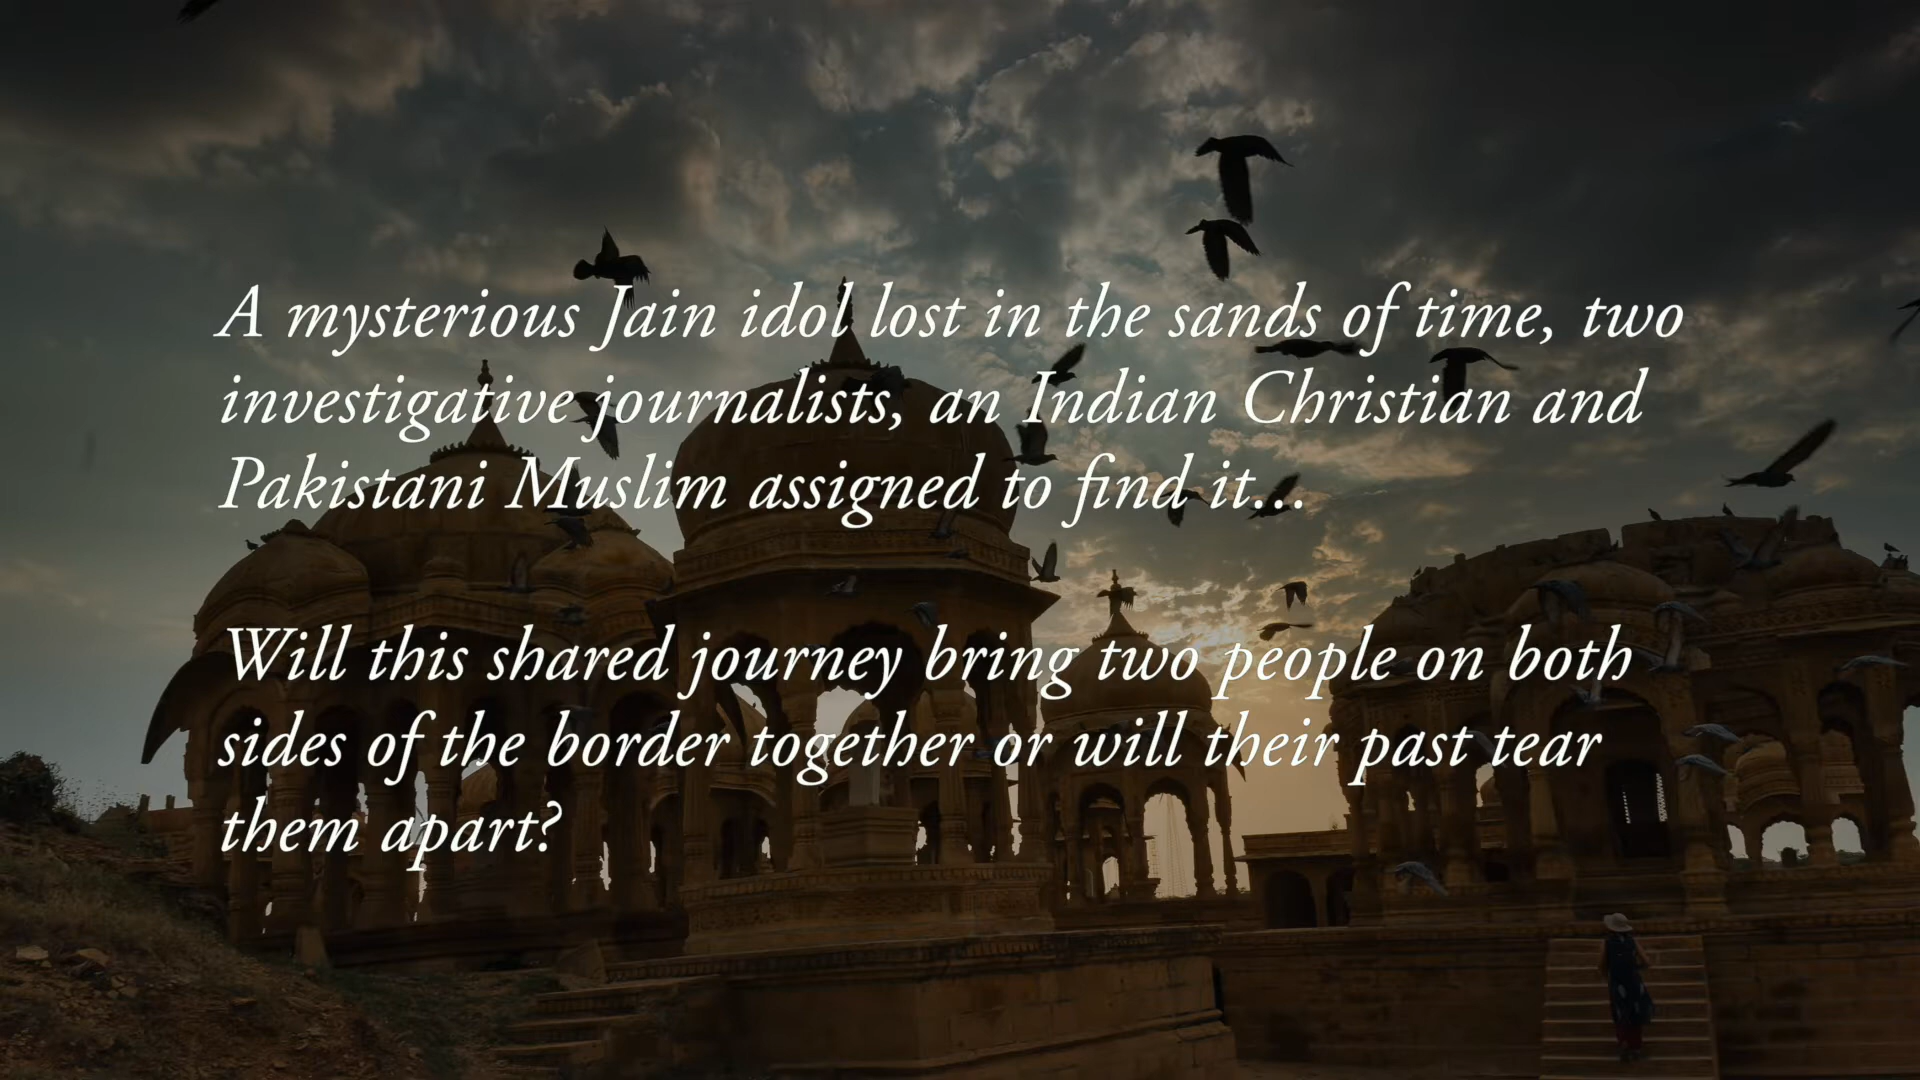 A mysterious Jain idol lost in the sands of time, two
investigative journalists, an Indian Christian and
Pakistani Muslim assigned to find it...
Will this shared journey bring two people on both
sides of the border together or will their past tear
them apart?